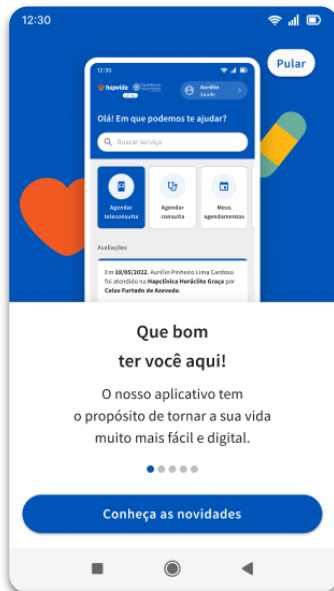 12:30
Pular
12:30
hapvida
Aurélio
Saúde
Olá! Em que podemos te ajudar?
Buscar serviço
Agendar
teleconsulta
Agendar
consulta
Meus
agendamentos
Avaliações
Em 18/05/2022, Aurélio Pinheiro Lima Cardoso
foi atendido na Hapclínica Heráclito Graça por
Celso Furtado de Azevedo.
Que bom
ter você aqui!
O nosso aplicativo tem
o propósito de tornar a sua vida
muito mais fácil e digital.
Conheça as novidades